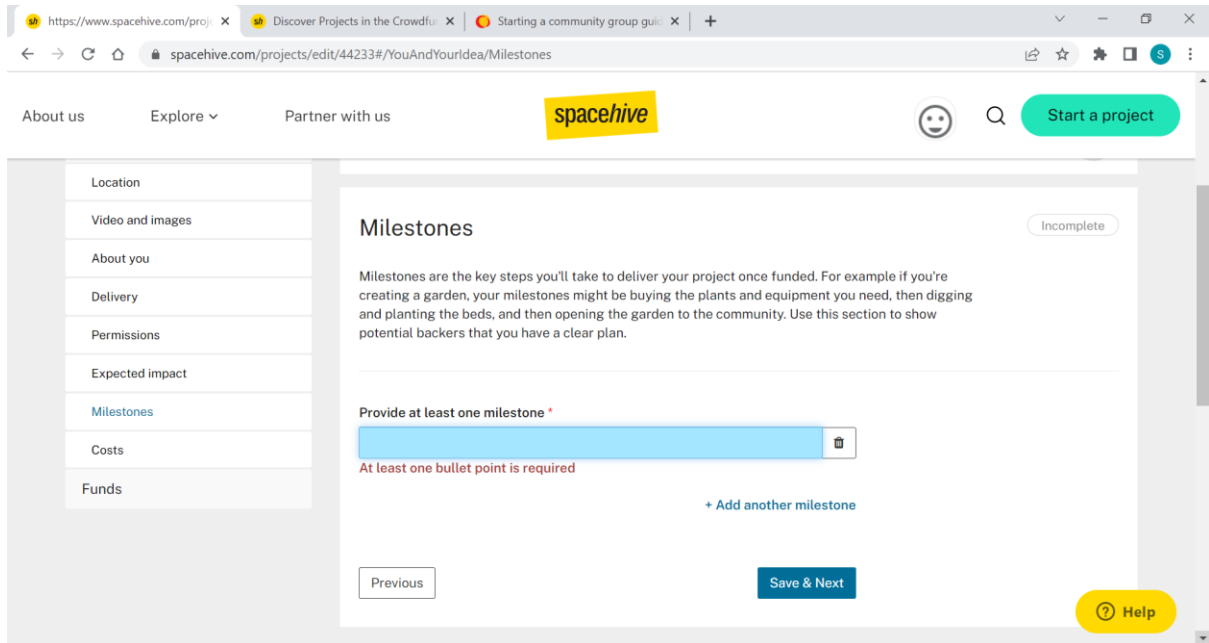 https://www.spacehive.com/proje
Discover Projects in the Crowdfun
Starting a community group guid
spacehive.com/projects/edit/44233#/YouAndYourIdea/Milestones
S
About us
Explore
Partner with us
spacehive
Start a project
Location
Video and images
About you
Delivery
Permissions
Expected impact
Milestones
Costs
Funds
Milestones
Incomplete
Milestones are the key steps you'll take to deliver your project once funded. For example if you're
creating a garden, your milestones might be buying the plants and equipment you need, then digging
and planting the beds, and then opening the garden to the community. Use this section to show
potential backers that you have a clear plan.
Provide at least one milestone *
At least one bullet point is required
+ Add another milestone
Previous
Save & Next
Help